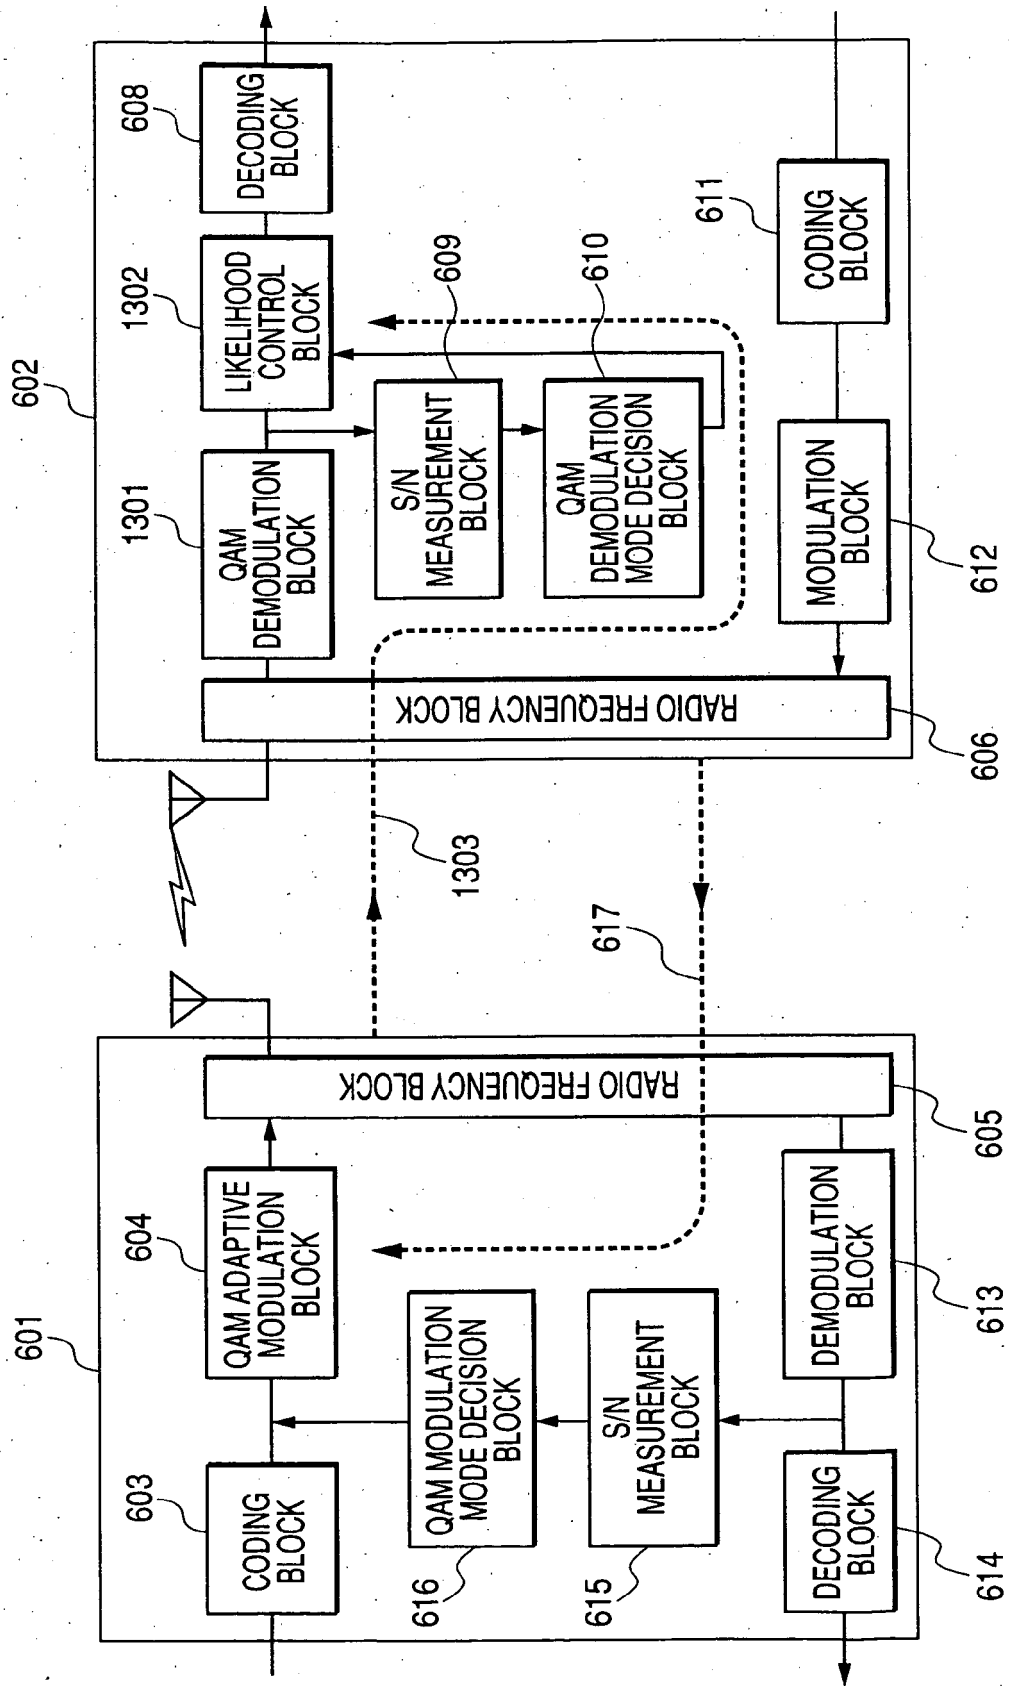 601
603
CODING
BLOCK
604
QAM ADAPTIVE
MODULATION
BLOCK
616
QAM MODULATION
MODE DECISION
BLOCK
615
S/N
MEASUREMENT
BLOCK
614
DECODING
BLOCK
613
DEMODULATION
BLOCK
RADIO FREQUENCY BLOCK
605
617
1303
602
1301
QAM
DEMODULATION
BLOCK
1302
LIKELIHOOD
CONTROL
BLOCK
608
DECODING
BLOCK
S/N
MEASUREMENT
BLOCK
609
QAM
DEMODULATION
MODE DECISION
BLOCK
610
RADIO FREQUENCY BLOCK
606
MODULATION
BLOCK
612
CODING
BLOCK
611